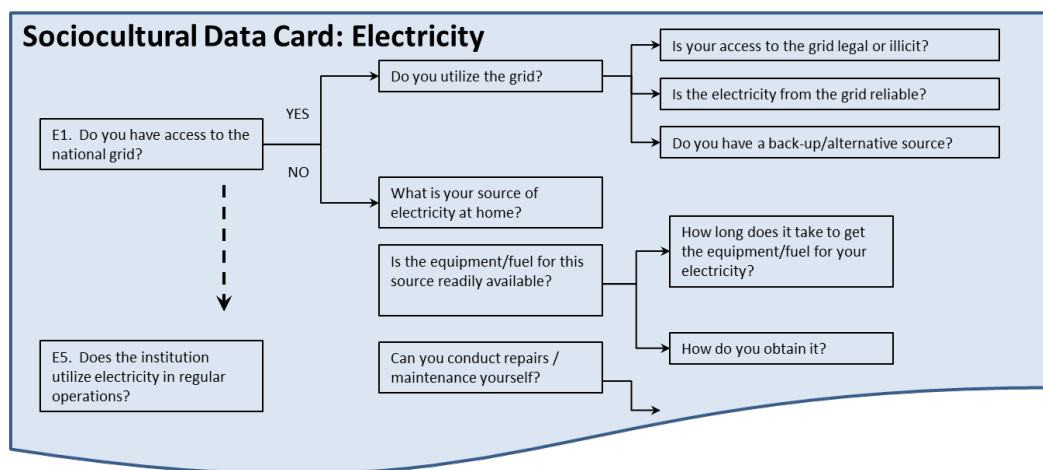 Sociocultural Data Card: Electricity
Is your access to the grid legal or illicit?
Do you utilize the grid?
Is the electricity from the grid reliable?
YES
E1.  Do you have access to the
national grid?
Do you have a back-up/alternative source?
NO
What is your source of
electricity at home?
How long does it take to get
the equipment/fuel for your
electricity?
Is the equipment/fuel for this
source readily available?
E5.  Does the institution
utilize electricity in regular
operations?
Can you conduct repairs /
maintenance yourself?
How do you obtain it?